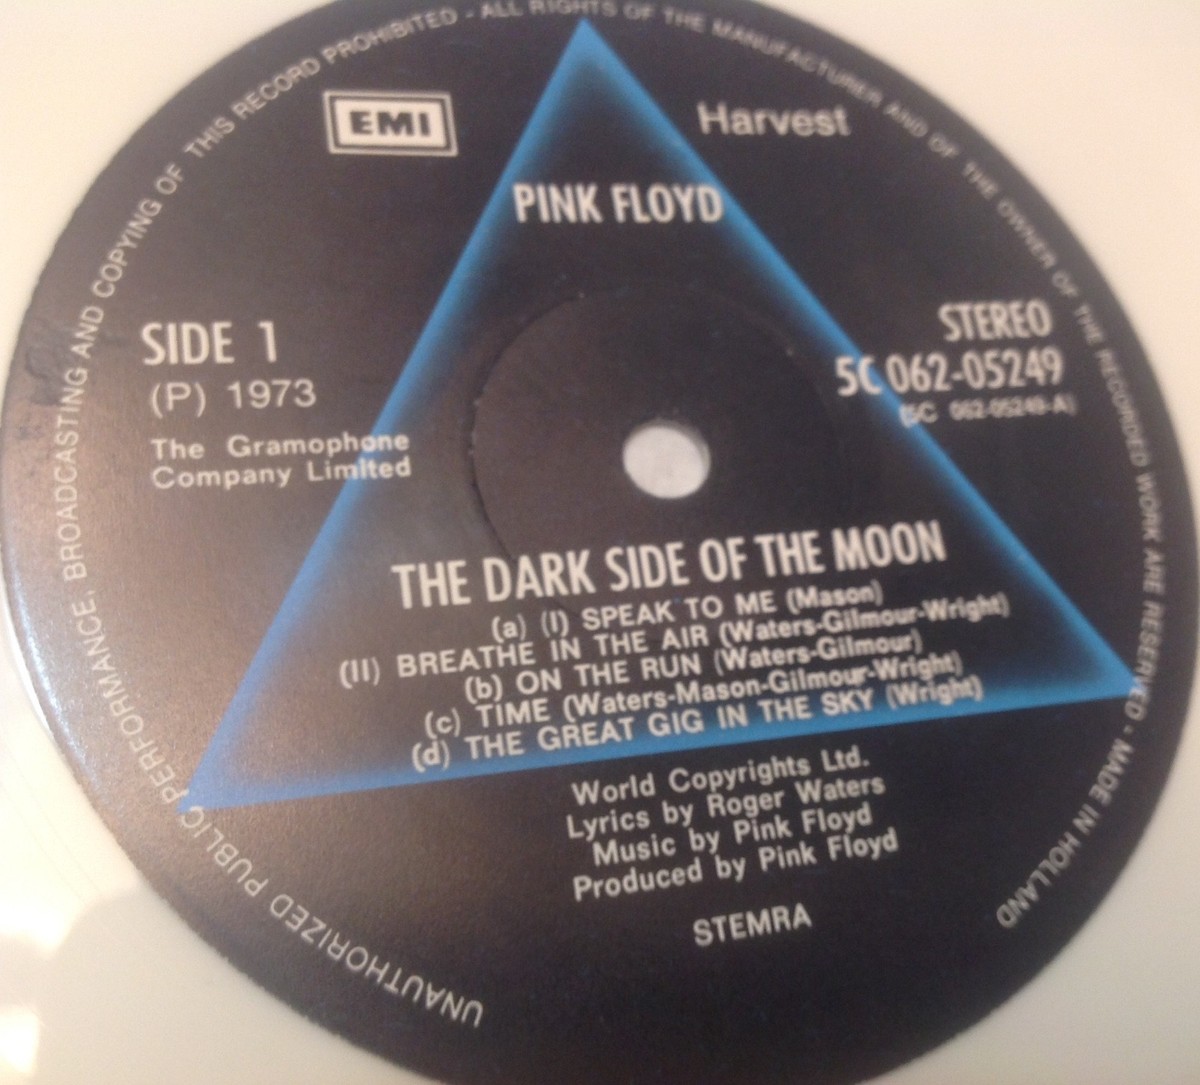 UNAUTHORIZED PUBLIC PERFORMANCE, BROADCASTING AND COPYING OF THIS RECORD PROHIBITED - ALL RIGHTS OF THE MANUFACTURER AND OF THE OWNER OF THE RECORDED WORK ARE RESERVED - MADE IN HOLLAND
EMI
Harvest
PINK FLOYD
SIDE 1
(P) 1973
The Gramophone
Company Limited
STEREO
5C 062-05249
(5C 062-05249-A)
THE DARK SIDE OF THE MOON
(a) (I) SPEAK TO ME (Mason)
(II) BREATHE IN THE AIR (Waters-Gilmour-Wright)
(b) ON THE RUN (Waters-Gilmour)
(c) TIME (Waters-Mason-Gilmour-Wright)
(d) THE GREAT GIG IN THE SKY (Wright)
World Copyrights Ltd.
Lyrics by Roger Waters
Music by Pink Floyd
Produced by Pink Floyd
STEMRA